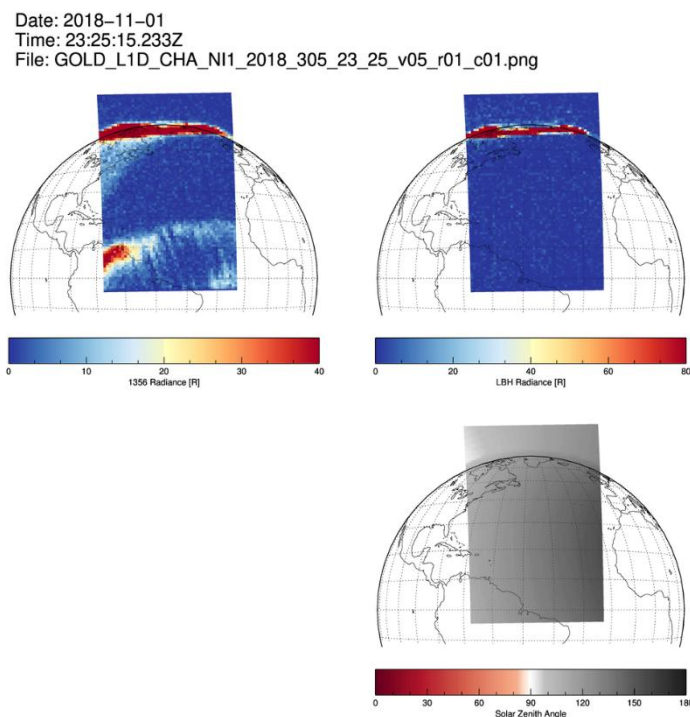 Date: 2018-11-01
Time: 23:25:15.233Z
File: GOLD_L1D_CHA_NI1_2018_305_23_25_v05_r01_c01.png
0 10 20 30 40
1356 Radiance [R]
0 20 40 60 80
LBH Radiance [R]
0 30 60 90 120 150 180
Solar Zenith Angle